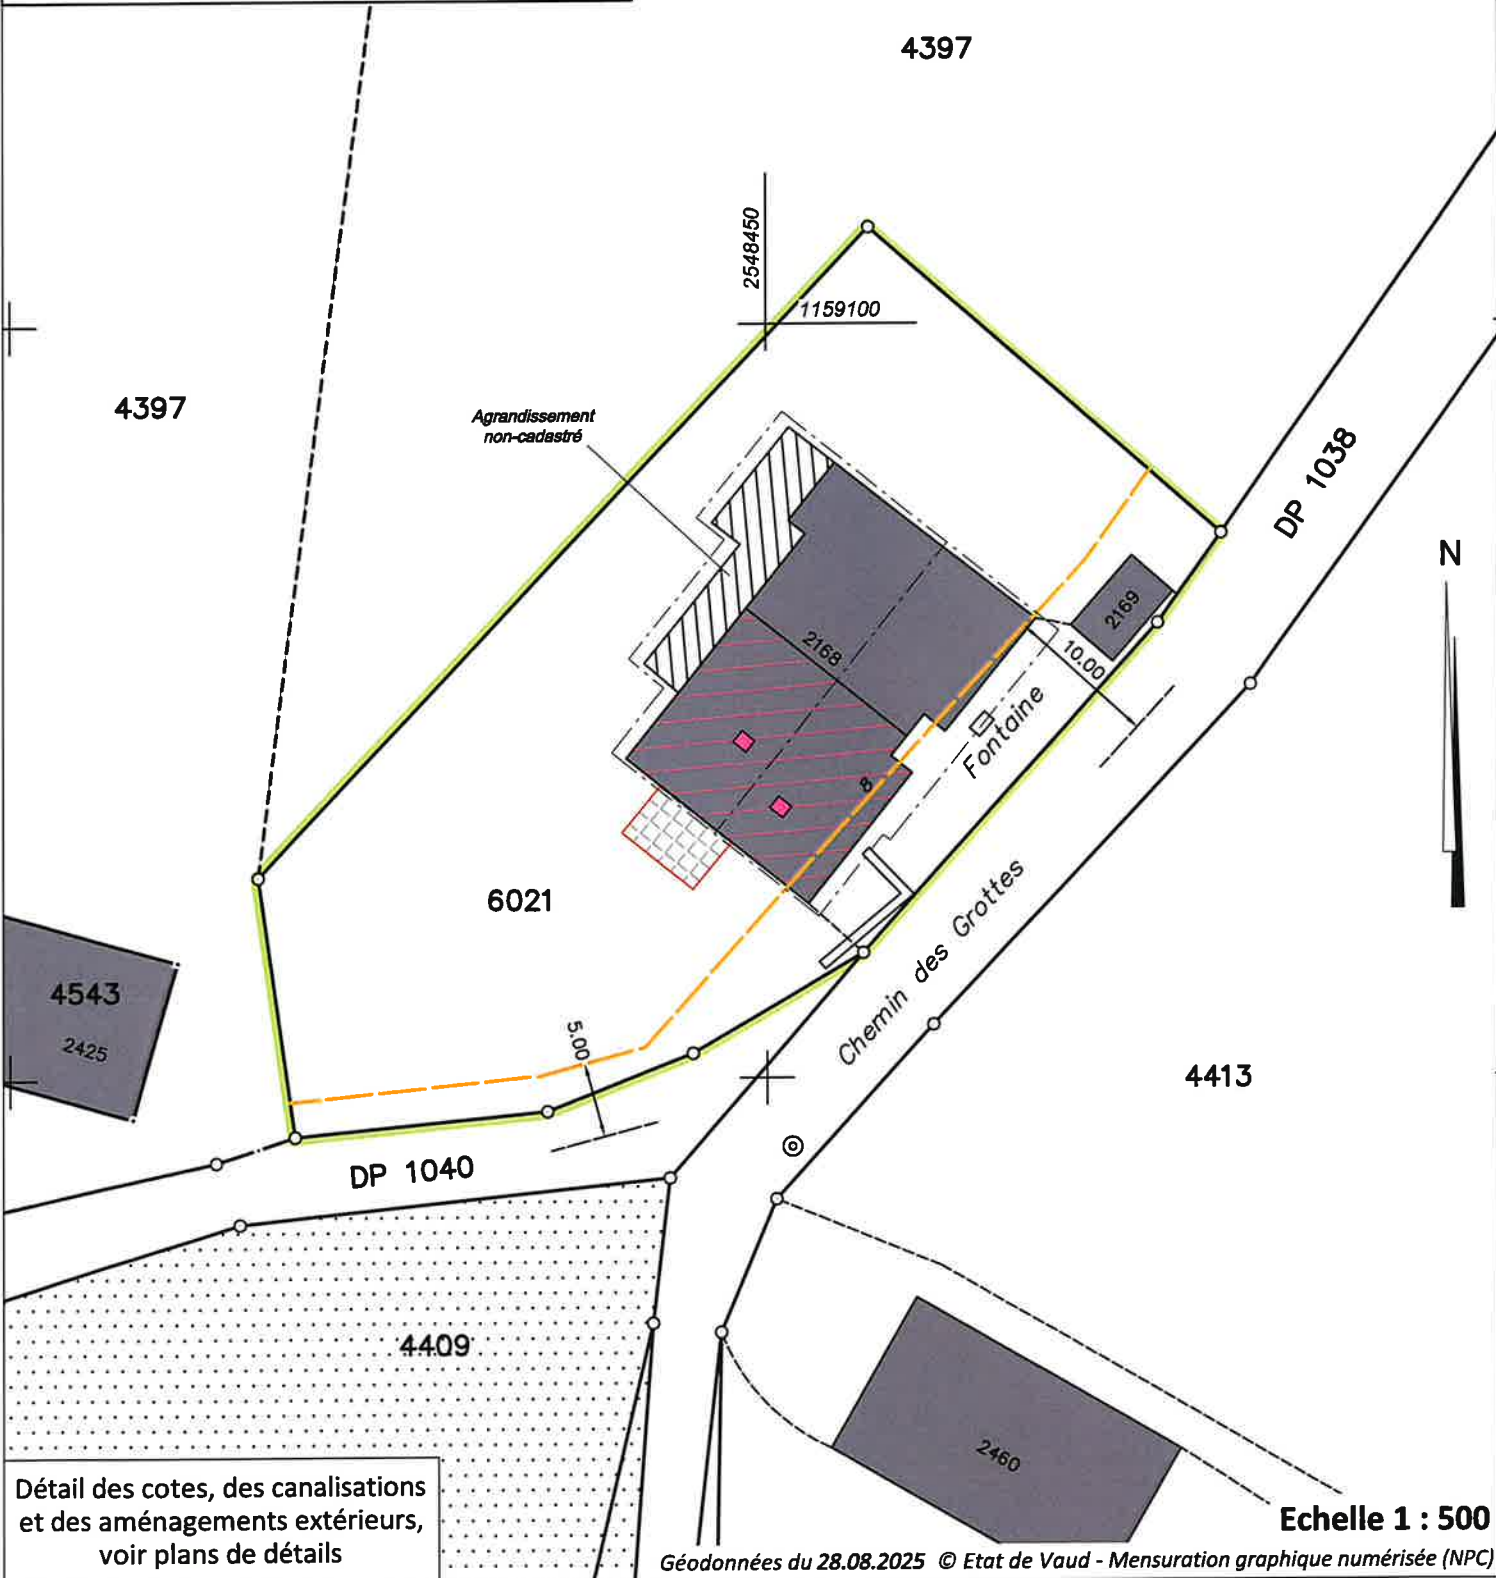 4397
2548450
1159100
4397
Agrandissement
non-cadastré
DP 1038
N
2169
2168
10.00
Fontaine
8
6021
Chemin des Grottes
4543
2425
5.00
4413
DP 1040
4409
2460
Détail des cotes, des canalisations
et des aménagements extérieurs,
voir plans de détails
Echelle 1 : 500
Géodonnées du 28.08.2025 © Etat de Vaud - Mensuration graphique numérisée (NPC)